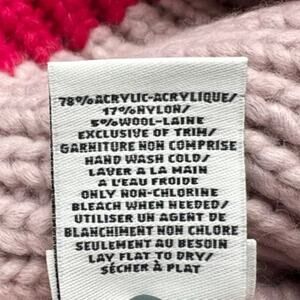 78%ACRYLIC-ACRYLIQUE/
17%NYLON/
5%WOOL-LAINE
EXCLUSIVE OF TRIM/
GARNITURE NON COMPRISE
HAND WASH COLD/
LAVER A LA MAIN
A L'EAU FROIDE
ONLY NON-CHLORINE
BLEACH WHEN NEEDED/
UTILISER UN AGENT DE
BLANCHIMENT NON CHLORE
SEULEMENT AU BESOIN
LAY FLAT TO DRY/
SÉCHER À PLAT